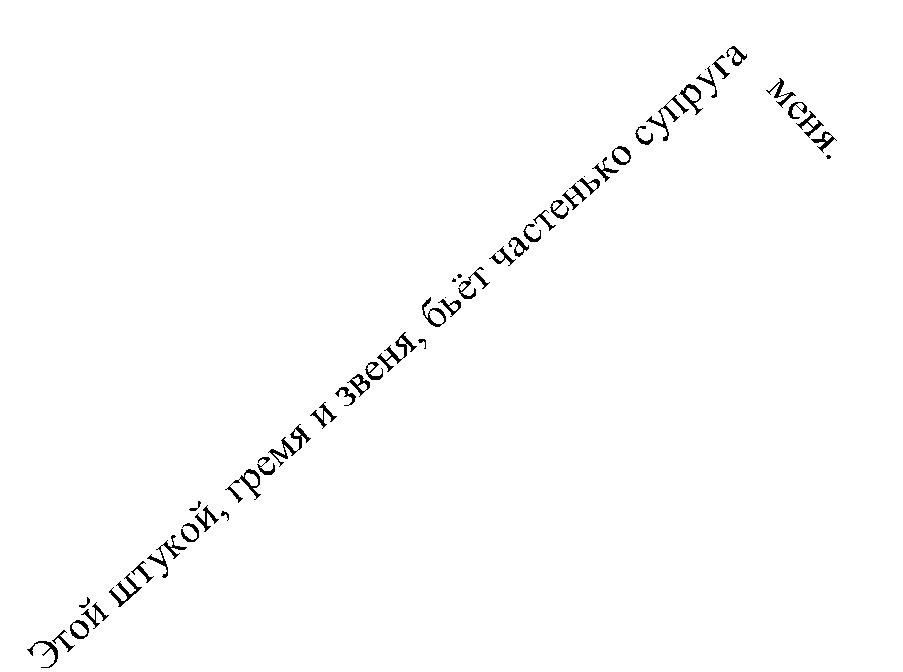 Этой штукой, гремя и звеня, бьёт частенько супруга
меня.